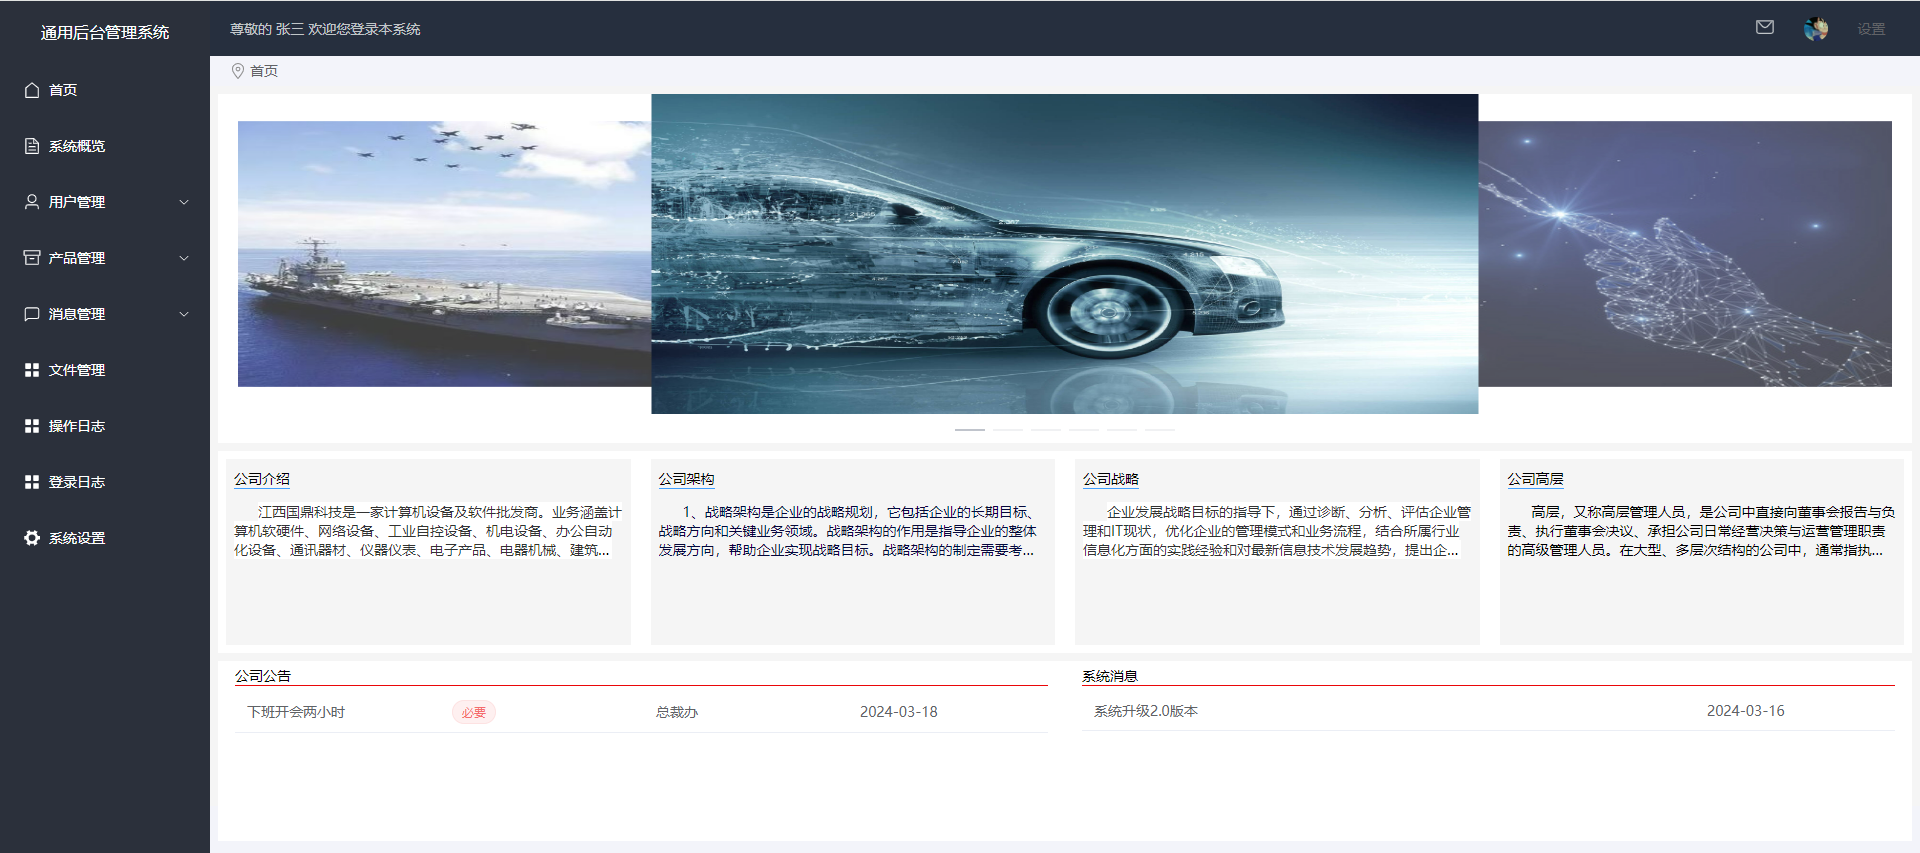 通用后台管理系统
尊敬的 张三 欢迎您登录本系统
设置
首页
首页
系统概览
用户管理
产品管理
消息管理
文件管理
操作日志
登录日志
系统设置
公司介绍
江西国鼎科技是一家计算机设备及软件批发商。业务涵盖计
算机软硬件、网络设备、工业自控设备、机电设备、办公自动
化设备、通讯器材、仪器仪表、电子产品、电器机械、建筑...
公司架构
1、战略架构是企业的战略规划，它包括企业的长期目标、
战略方向和关键业务领域。战略架构的作用是指导企业的整体
发展方向，帮助企业实现战略目标。战略架构的制定需要考...
公司战略
企业发展战略目标的指导下，通过诊断、分析、评估企业管
理和IT现状，优化企业的管理模式和业务流程，结合所属行业
信息化方面的实践经验和对最新信息技术发展趋势，提出企...
公司高层
高层，又称高层管理人员，是公司中直接向董事会报告与负
责、执行董事会决议、承担公司日常经营决策与运营管理职责
的高级管理人员。在大型、多层次结构的公司中，通常指执...
公司公告
下班开会两小时 必要 总裁办 2024-03-18
系统消息
系统升级2.0版本 2024-03-16